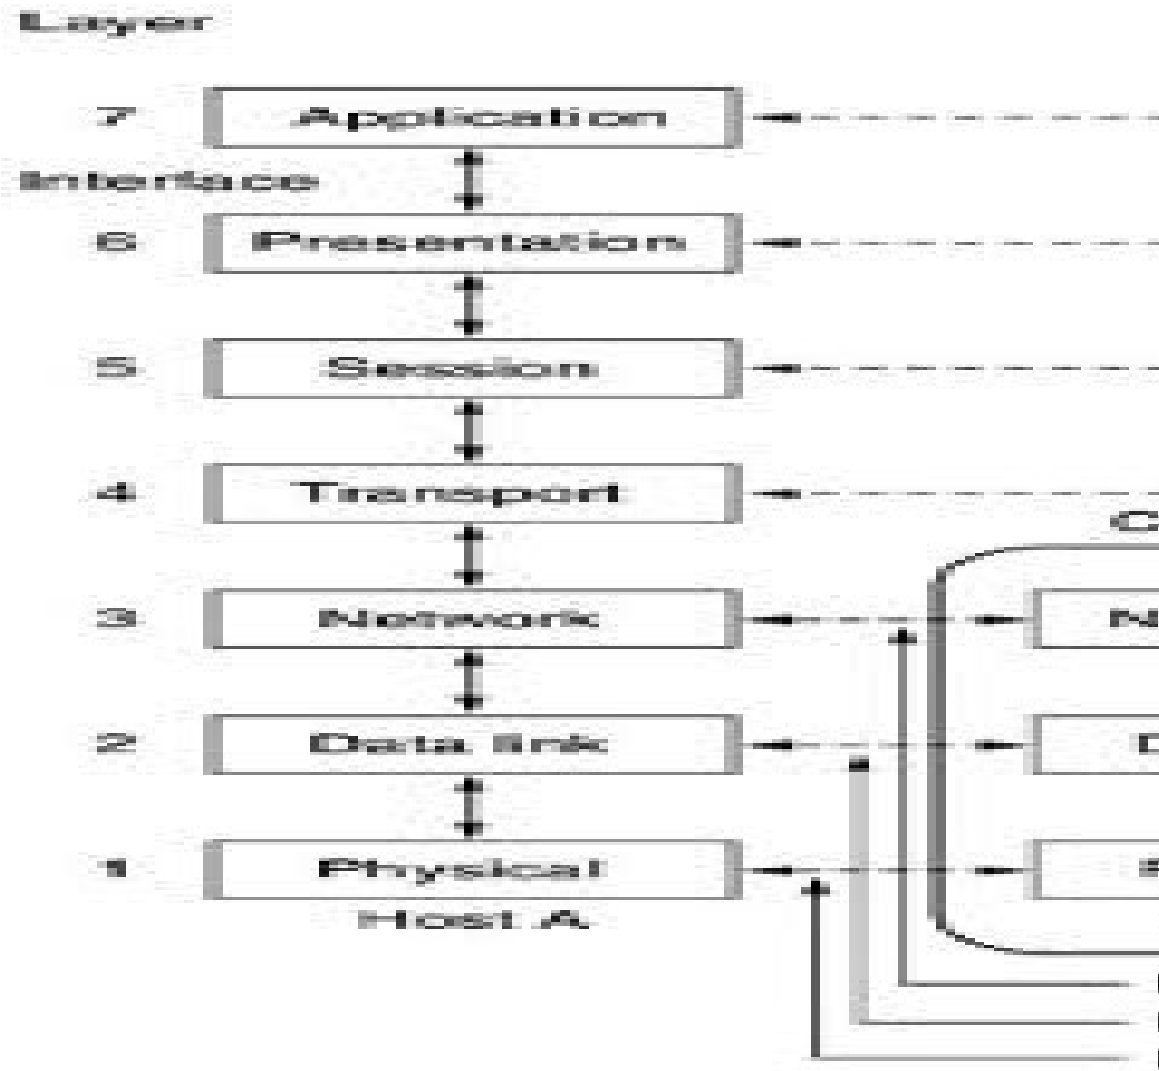 Layer
7 Application
Interface
6 Presentation
5 Session
4 Transport
3 Network
2 Data link
1 Physical
Host A